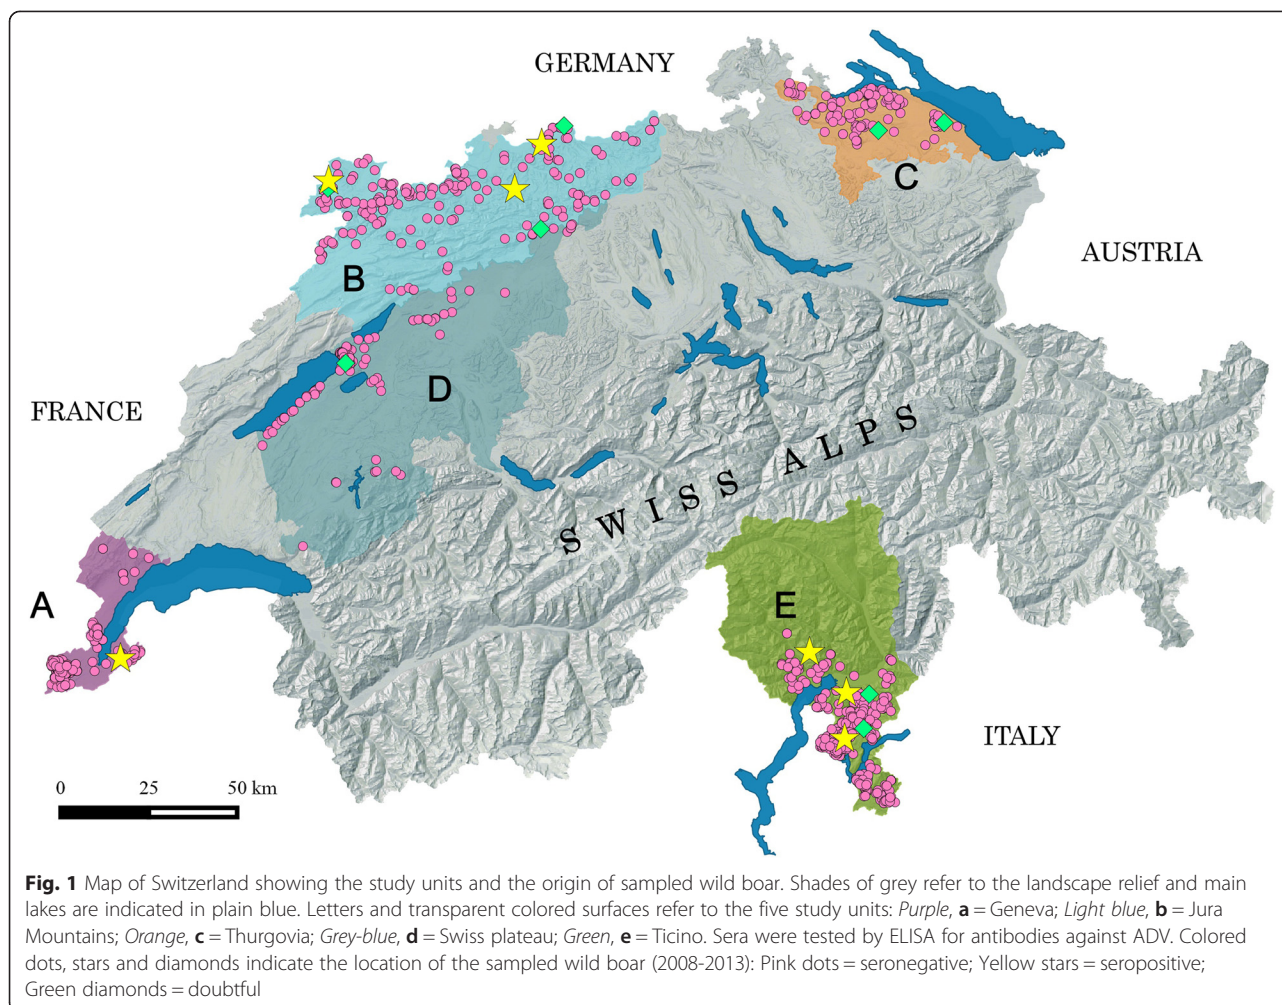 GERMANY
C
AUSTRIA
B
FRANCE
D
SWISS ALPS
A
E
ITALY
0 25 50 km
Fig. 1 Map of Switzerland showing the study units and the origin of sampled wild boar. Shades of grey refer to the landscape relief and main
lakes are indicated in plain blue. Letters and transparent colored surfaces refer to the five study units: Purple, a = Geneva; Light blue, b = Jura
Mountains; Orange, c = Thurgovia; Grey-blue, d = Swiss plateau; Green, e = Ticino. Sera were tested by ELISA for antibodies against ADV. Colored
dots, stars and diamonds indicate the location of the sampled wild boar (2008-2013): Pink dots = seronegative; Yellow stars = seropositive;
Green diamonds = doubtful